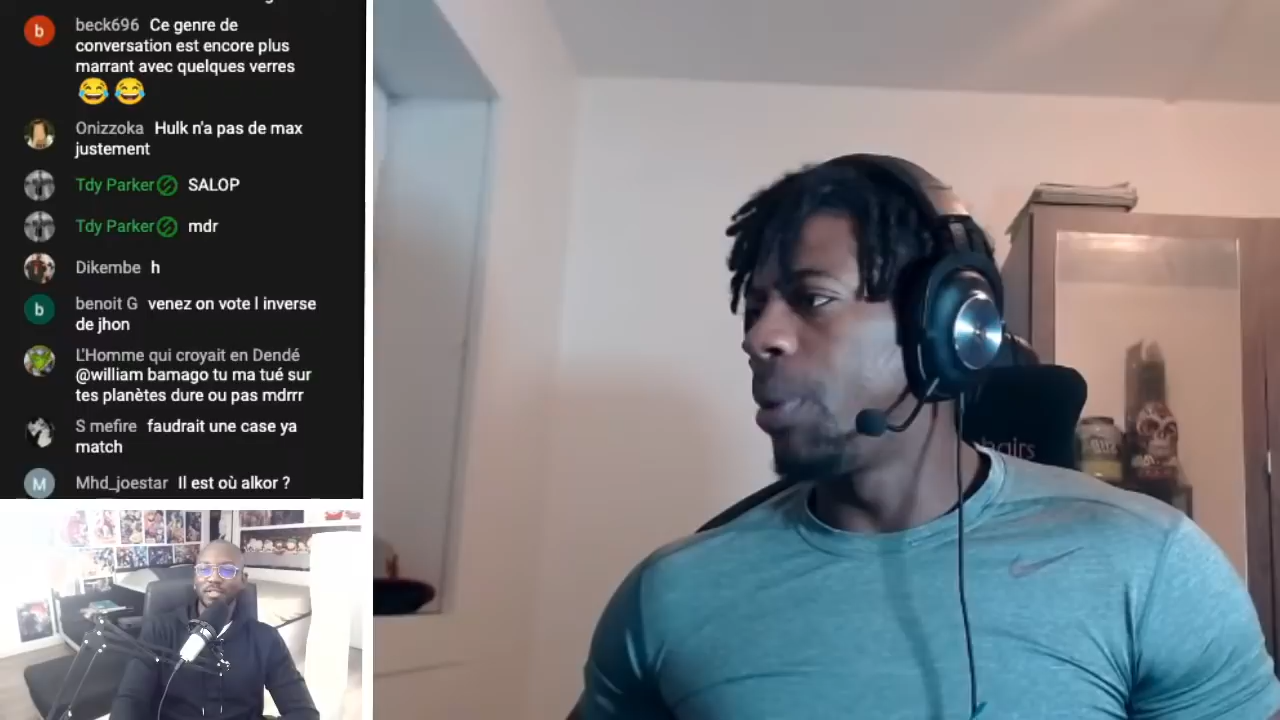 beck696 Ce genre de
conversation est encore plus
marrant avec quelques verres
😂 😂
Onizzoka Hulk n'a pas de max
justement
Tdy Parker SALOP
Tdy Parker mdr
Dikembe h
benoit G venez on vote l inverse
de jhon
L'Homme qui croyait en Dendé
@william bamago tu ma tué sur
tes planètes dure ou pas mdrrr
S mefire faudrait une case ya
match
Mhd_joestar Il est où alkor ?
hairs